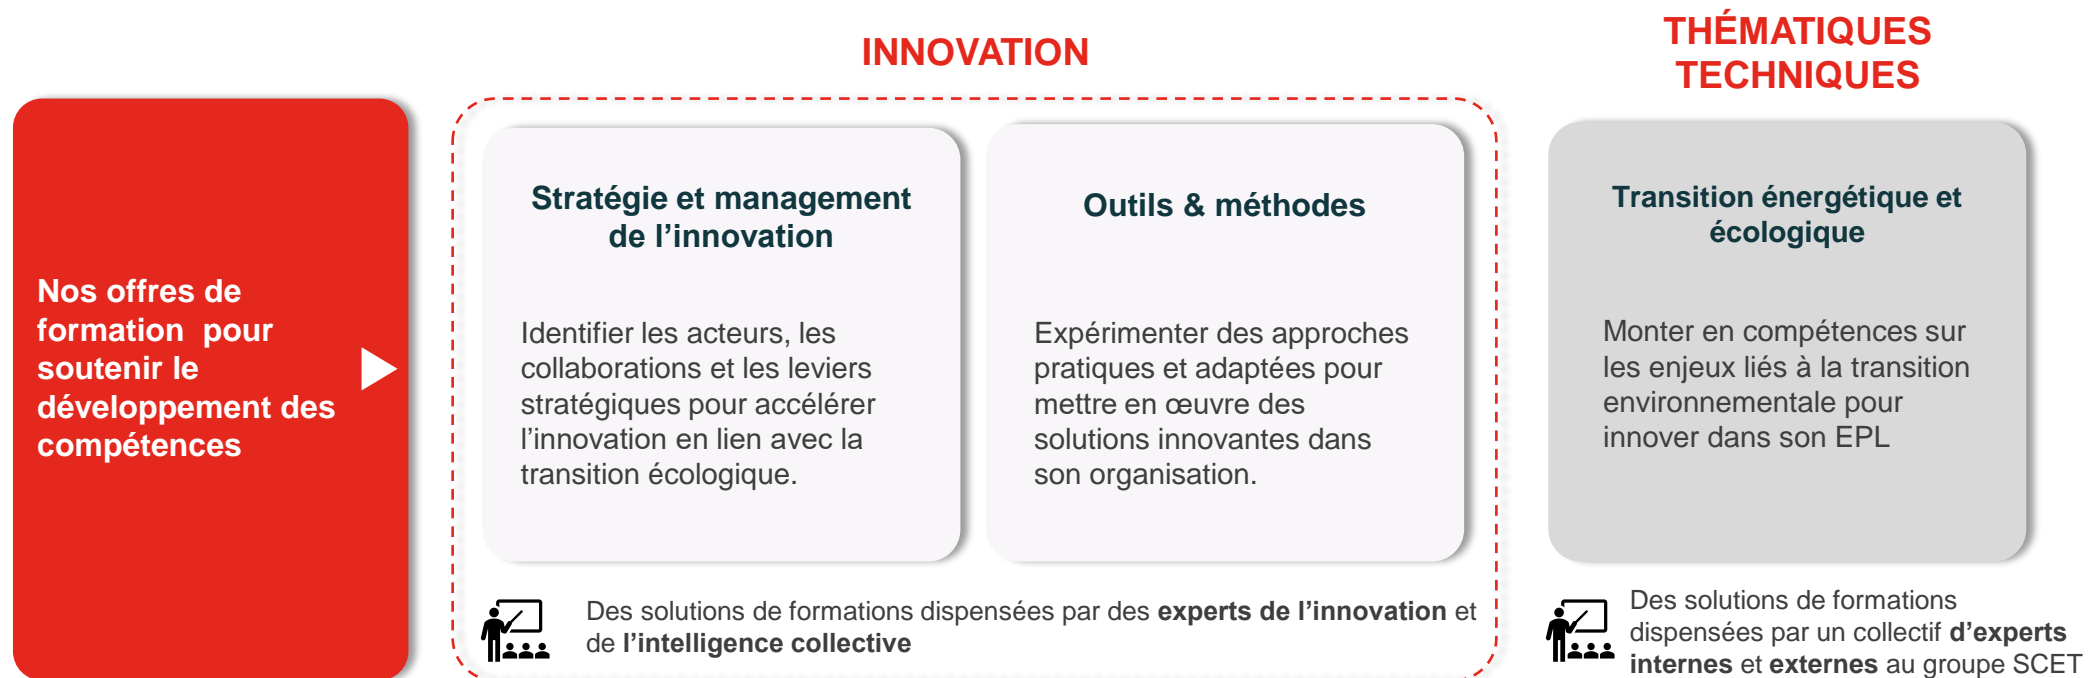 INNOVATION
THÉMATIQUES
TECHNIQUES
Nos offres de
formation pour
soutenir le
développement des
compétences
Stratégie et management
de l’innovation
Identifier les acteurs, les
collaborations et les leviers
stratégiques pour accélérer
l’innovation en lien avec la
transition écologique.
Outils & méthodes
Expérimenter des approches
pratiques et adaptées pour
mettre en œuvre des
solutions innovantes dans
son organisation.
Des solutions de formations dispensées par des experts de l’innovation et
de l’intelligence collective
Transition énergétique et
écologique
Monter en compétences sur
les enjeux liés à la transition
environnementale pour
innover dans son EPL
Des solutions de formations
dispensées par un collectif d’experts
internes et externes au groupe SCET